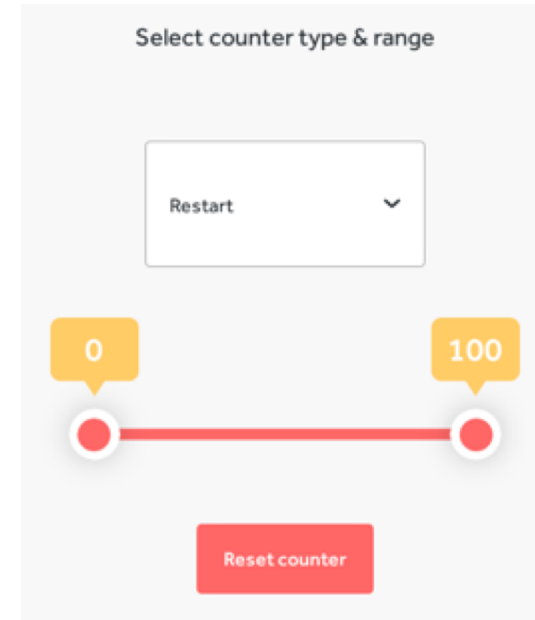 Select counter type & range
Restart
0
100
Reset counter